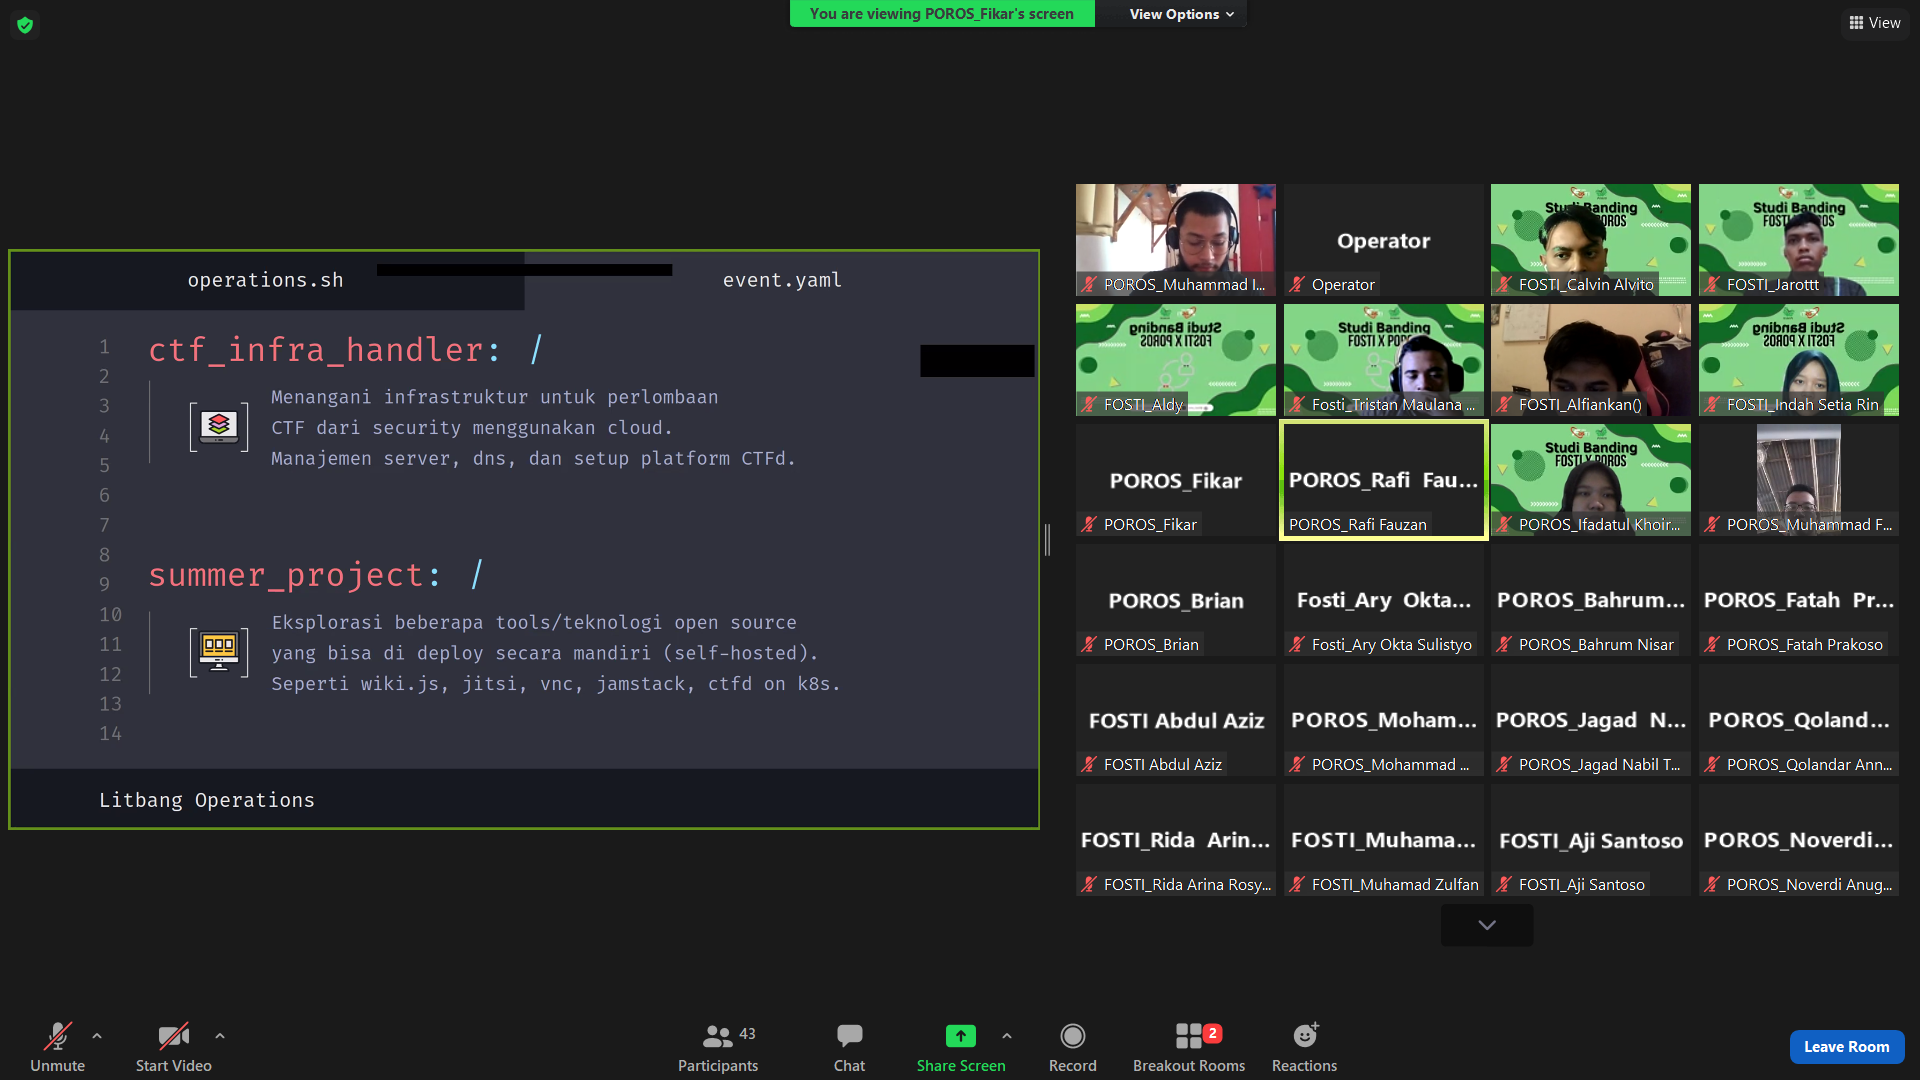 You are viewing POROS_Fikar's screen
View Options
View
operations.sh
event.yaml
1
2
3
4
5
6
7
8
9
10
11
12
13
14
ctf_infra_handler: /
Menangani infrastruktur untuk perlombaan
CTF dari security menggunakan cloud.
Manajemen server, dns, dan setup platform CTFd.
summer_project: /
Eksplorasi beberapa tools/teknologi open source
yang bisa di deploy secara mandiri (self-hosted).
Seperti wiki.js, jitsi, vnc, jamstack, ctfd on k8s.
Litbang Operations
POROS_Muhammad I...
Operator
Operator
Studi Banding
FOSTI_Calvin Alvito
Studi Banding
FOSTI_Jarottt
Studi Banding
FOSTI X POROS
FOSTI_Aldy
Studi Banding
FOSTI X
Fosti_Tristan Maulana ...
FOSTI_Alfiankan()
Studi Banding
FOSTI X POROS
FOSTI_Indah Setia Rin
POROS_Fikar
POROS_Fikar
POROS_Rafi Fau...
POROS_Rafi Fauzan
Studi Banding
FOSTI X POROS
POROS_Ifadatul Khoir...
POROS_Muhammad F...
POROS_Brian
POROS_Brian
Fosti_Ary Okta...
Fosti_Ary Okta Sulistyo
POROS_Bahrum...
POROS_Bahrum Nisar
POROS_Fatah Pr...
POROS_Fatah Prakoso
FOSTI Abdul Aziz
FOSTI Abdul Aziz
POROS_Moham...
POROS_Mohammad ...
POROS_Jagad N...
POROS_Jagad Nabil T...
POROS_Qoland...
POROS_Qolandar Ann...
FOSTI_Rida Arin...
FOSTI_Rida Arina Rosy...
FOSTI_Muhama...
FOSTI_Muhamad Zulfan
FOSTI_Aji Santoso
FOSTI_Aji Santoso
POROS_Noverdi...
POROS_Noverdi Anug...
Unmute
Start Video
43
Participants
Chat
Share Screen
Record
2
Breakout Rooms
Reactions
Leave Room